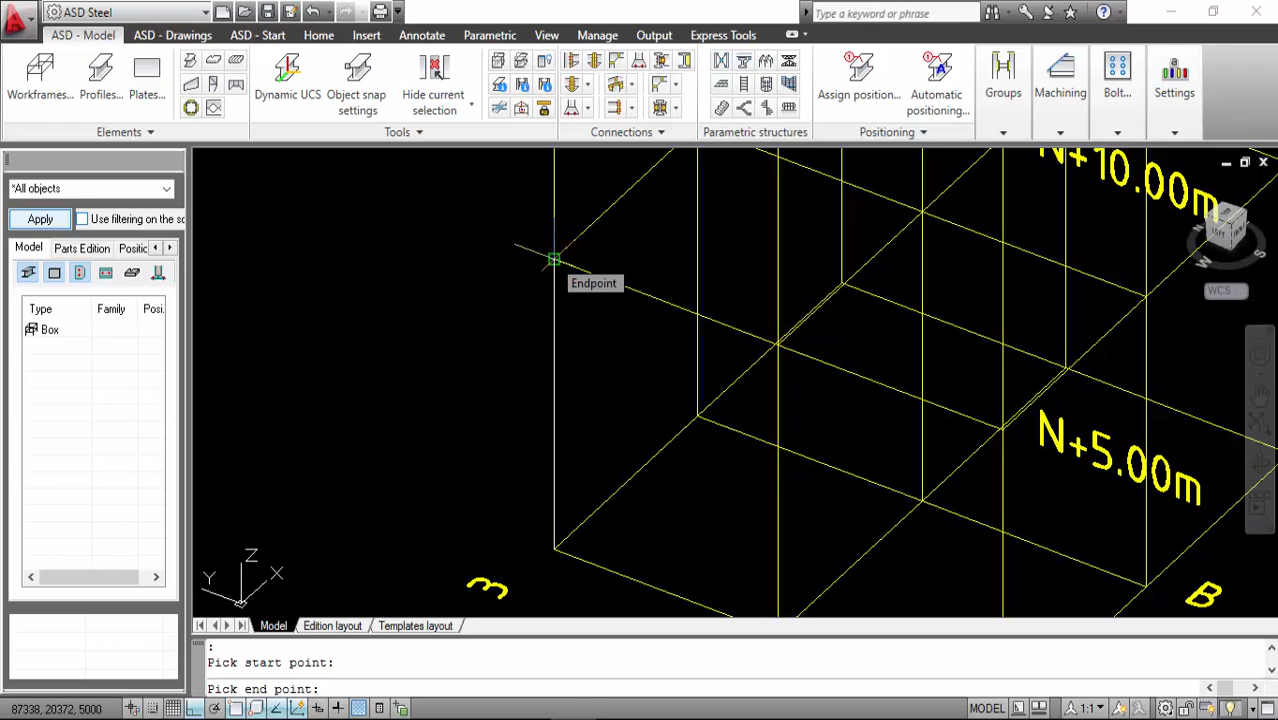 ASD Steel
Type a keyword or phrase
ASD - Model
ASD - Drawings
ASD - Start
Home
Insert
Annotate
Parametric
View
Manage
Output
Express Tools
Workframes...
Profiles...
Plates...
Dynamic UCS
Object snap
settings
Hide current
selection
Assign position...
Automatic
positioning...
Groups
Machining
Bolt...
Settings
Elements
Tools
Connections
Parametric structures
Positioning
*All objects
Apply
Use filtering on the sc
Model
Parts Edition
Positic
Type
Family
Posi.
Box
N+10.00m
WCS
Endpoint
N+5.00m
Z
Y
X
3
B
Model
Edition layout
Templates layout
:
Pick start point:
Pick end point:
87338, 20372, 5000
MODEL
1:1